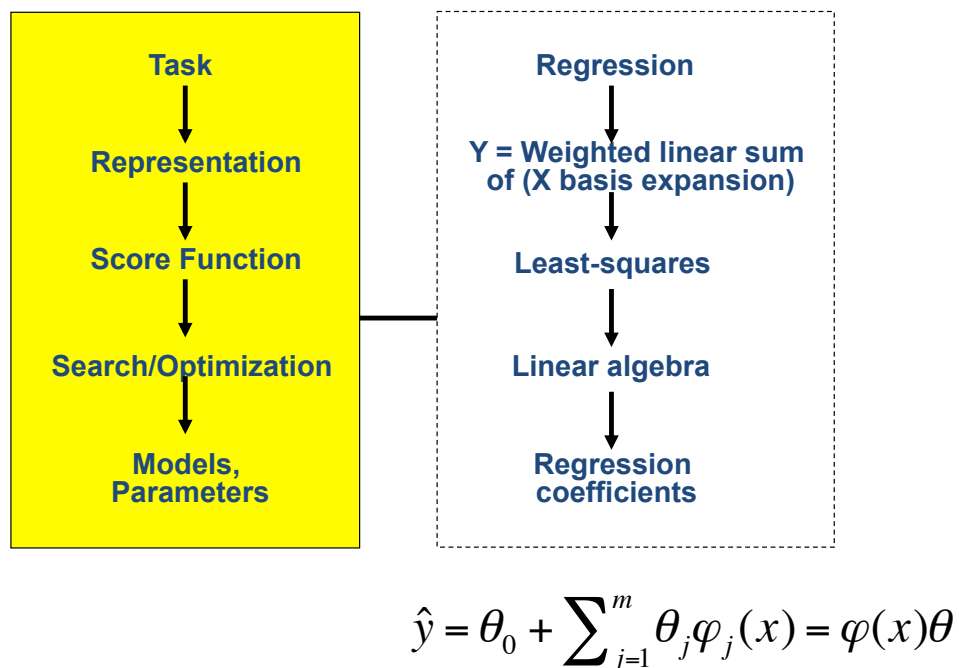 Task
Representation
Score Function
Search/Optimization
Models,
Parameters
Regression
Y = Weighted linear sum
of (X basis expansion)
Least-squares
Linear algebra
Regression
coefficients
ŷ = θ₀ + ∑ⱼ₌₁ᵐ θⱼφⱼ(x) = φ(x)θ